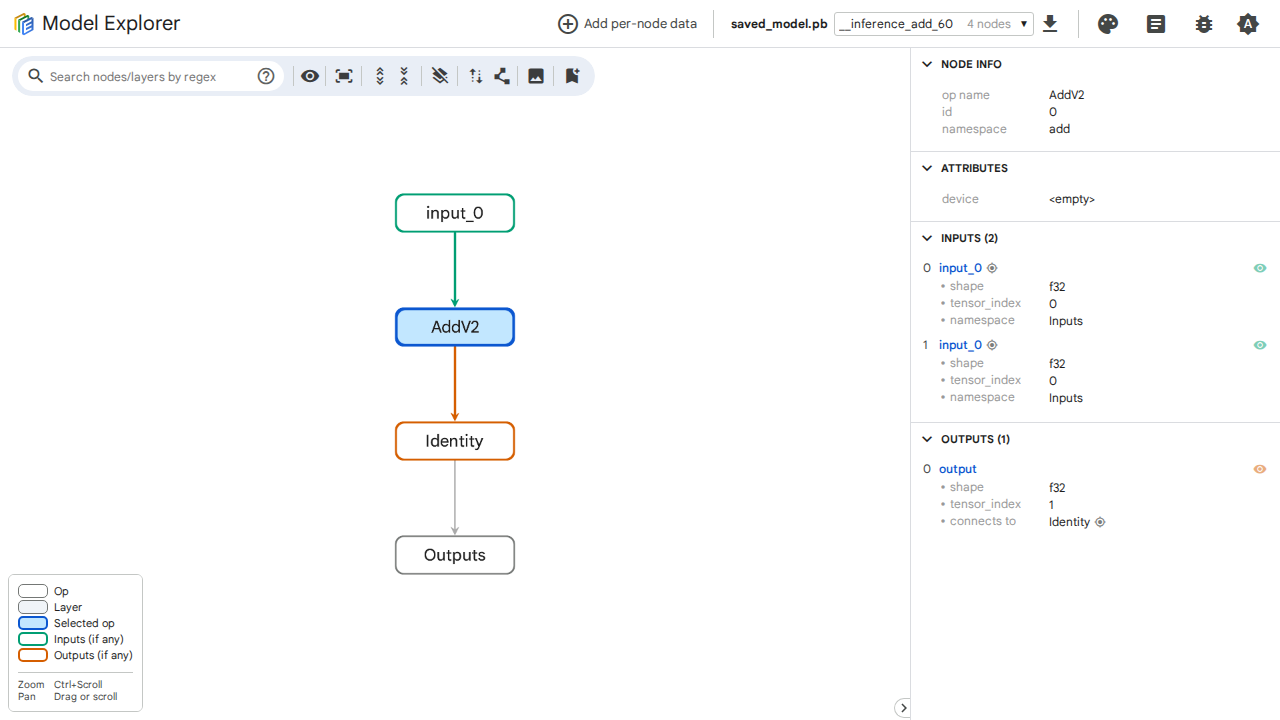 Model Explorer
Add per-node data
saved_model.pb
__inference_add_60 4 nodes
Search nodes/layers by regex
input_0
AddV2
Identity
Outputs
Op
Layer
Selected op
Inputs (if any)
Outputs (if any)
Zoom Ctrl+Scroll
Pan Drag or scroll
NODE INFO
op name AddV2
id 0
namespace add
ATTRIBUTES
device <empty>
INPUTS (2)
0 input_0
• shape f32
• tensor_index 0
• namespace Inputs
1 input_0
• shape f32
• tensor_index 0
• namespace Inputs
OUTPUTS (1)
0 output
• shape f32
• tensor_index 1
• connects to Identity